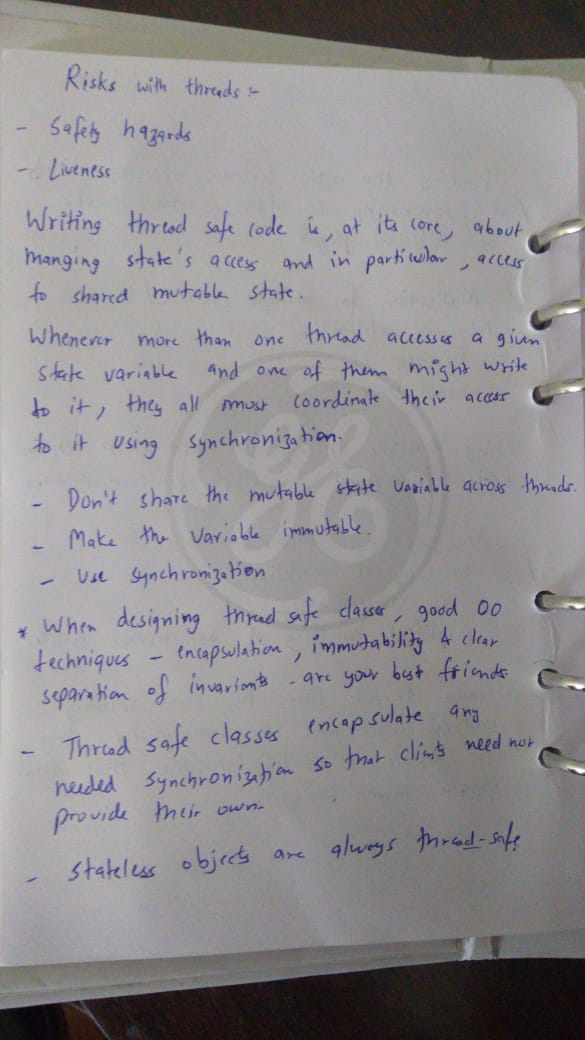 Risks with threads :-
- Safety hazards
- Liveness
Writing thread safe code is, at its core, about
manging state's access and in particular, access
to shared mutable state.
Whenever more than one thread accesses a given
state variable and one of them might write
to it, they all must coordinate their access
to it using synchronization.
- Don't share the mutable state variable across threads.
- Make the variable immutable.
- Use synchronization
* When designing thread safe classes, good OO
techniques - encapsulation, immutability & clear
separation of invariants - are your best friends.
- Thread safe classes encapsulate any
needed synchronization so that clients need not
provide their own.
- Stateless objects are always thread-safe